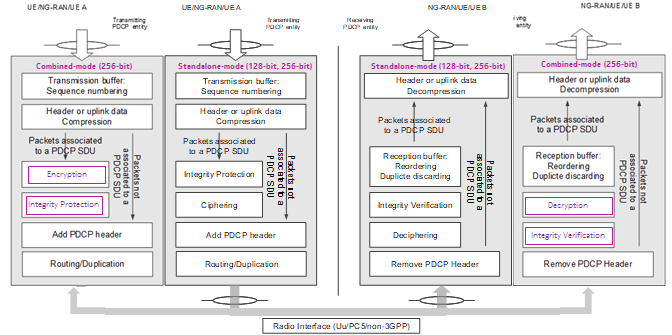 UE/NG-RAN/UE A
Transmitting
PDCP entity
Combined-mode (256-bit)
Transmission buffer:
Sequence numbering
Header or uplink data
Compression
Packets associated
to a PDCP SDU
Packets not
associated to a
PDCP SDU
Encryption
Integrity Protection
Add PDCP header
Routing/Duplication
UE/NG-RAN/UE A
Transmitting
PDCP entity
Standalone-mode (128-bit, 256-bit)
Transmission buffer:
Sequence numbering
Header or uplink data
Compression
Packets associated
to a PDCP SDU
Packets not
associated to a
PDCP SDU
Integrity Protection
Ciphering
Add PDCP header
Routing/Duplication
NG-RAN/UE/UE B
Receiving
PDCP entity
Standalone-mode (128-bit, 256-bit)
Header or uplink data
Decompression
Packets associated
to a PDCP SDU
Packets not
associated to a
PDCP SDU
Reception buffer:
Reordering
Duplicte discarding
Integrity Verification
Deciphering
Remove PDCP Header
NG-RAN/UE/UE B
iving
entity
Combined-mode (256-bit)
Header or uplink data
Decompression
Packets associated
to a PDCP SDU
Packets not
associated to a
PDCP SDU
Reception buffer:
Reordering
Duplicte discarding
Decryption
Integrity Verification
Remove PDCP Header
Radio Interface (Uu/PC5/non-3GPP)